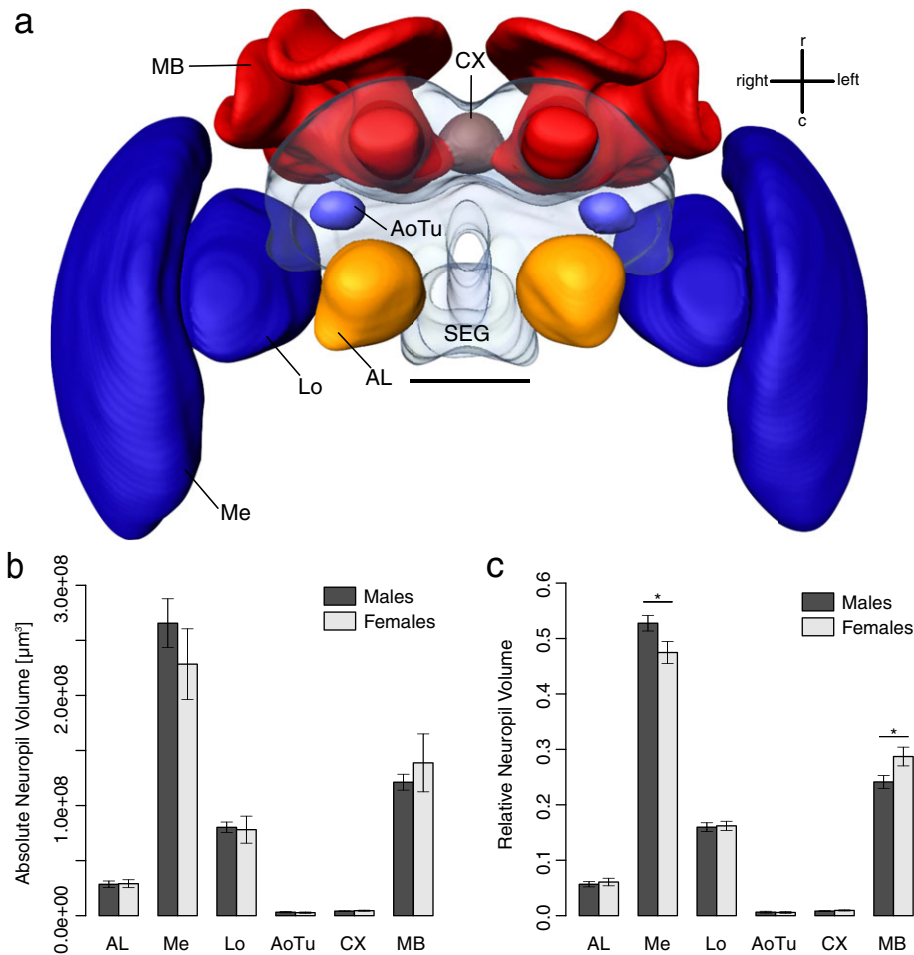 a
MB
CX
r
right
left
c
AoTu
SEG
AL
Lo
Me
b
Absolute Neuropil Volume [µm³]
3.0e+08
2.0e+08
1.0e+08
0.0e+00
Males
Females
AL Me Lo AoTu CX MB
c
Relative Neuropil Volume
0.6
0.5
0.4
0.3
0.2
0.1
0.0
*
*
Males
Females
AL Me Lo AoTu CX MB